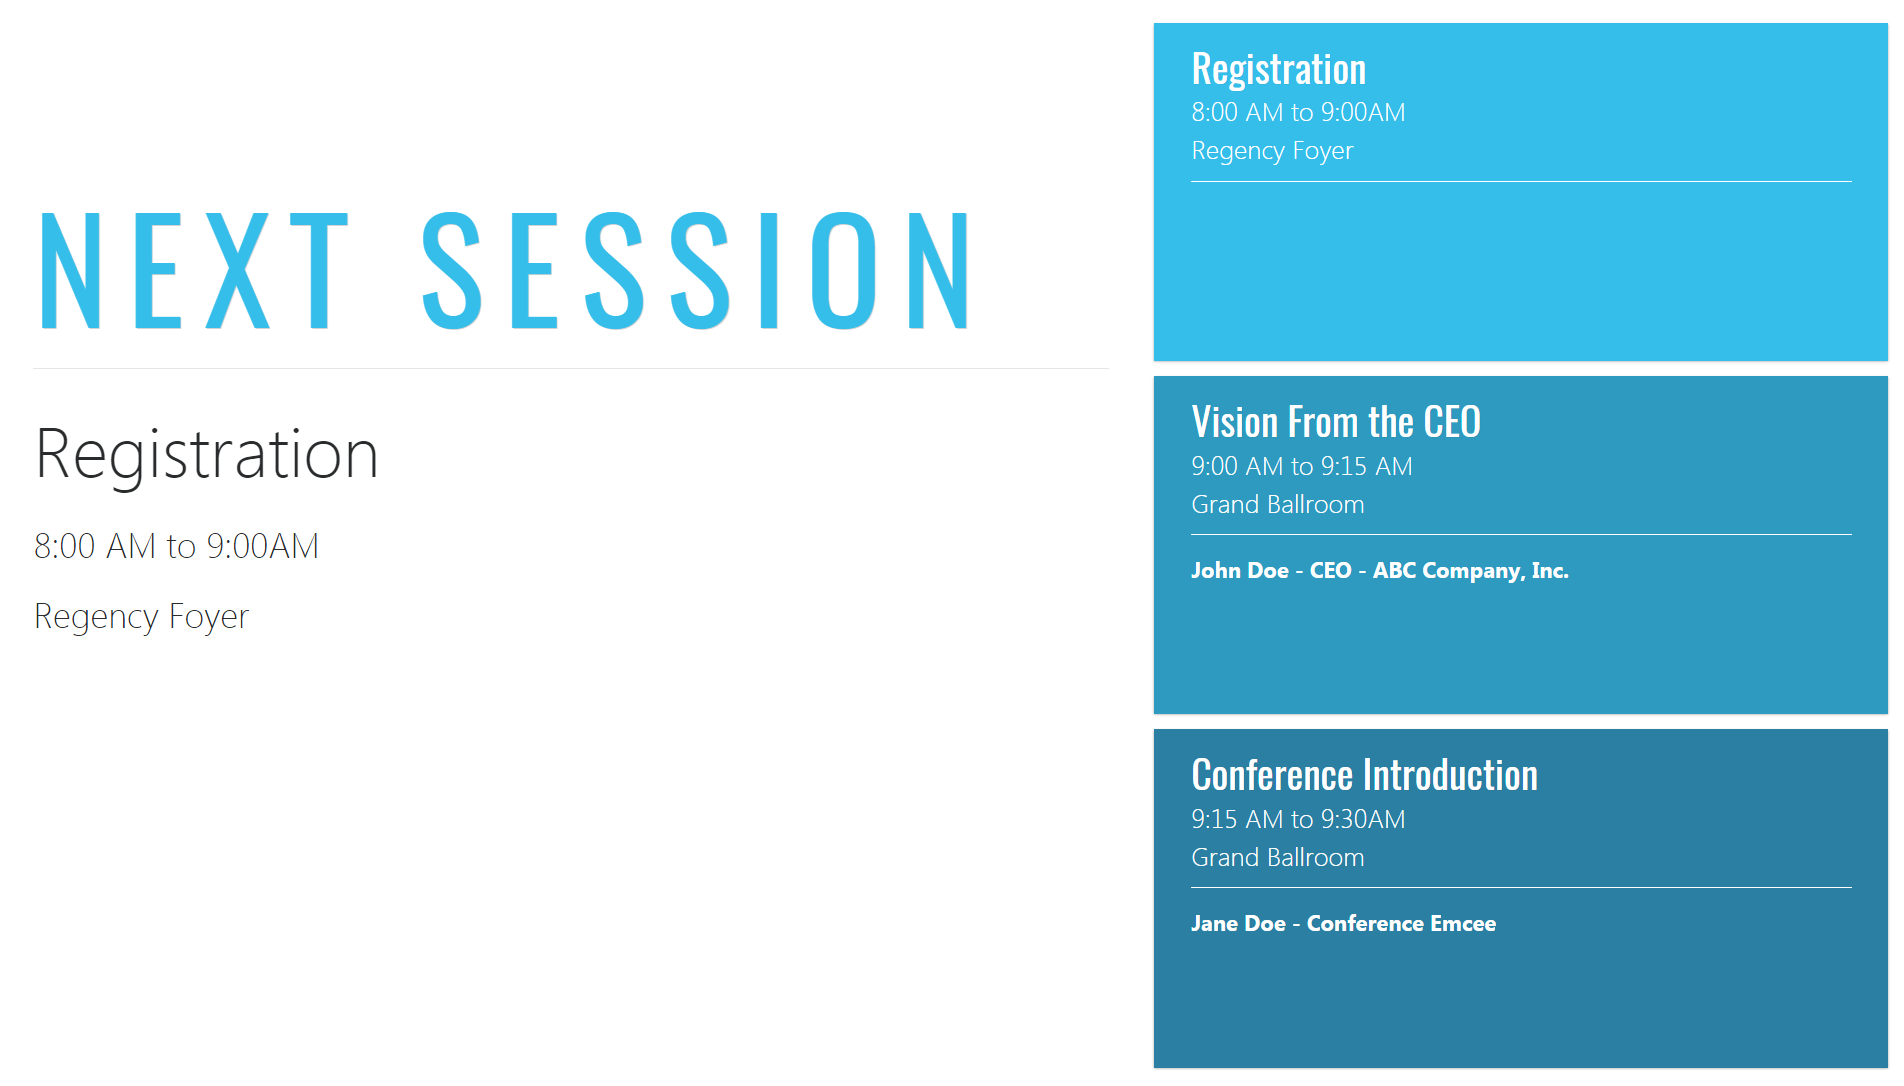 NEXT SESSION
Registration
8:00 AM to 9:00AM
Regency Foyer
Registration
8:00 AM to 9:00AM
Regency Foyer
Vision From the CEO
9:00 AM to 9:15 AM
Grand Ballroom
John Doe - CEO - ABC Company, Inc.
Conference Introduction
9:15 AM to 9:30AM
Grand Ballroom
Jane Doe - Conference Emcee